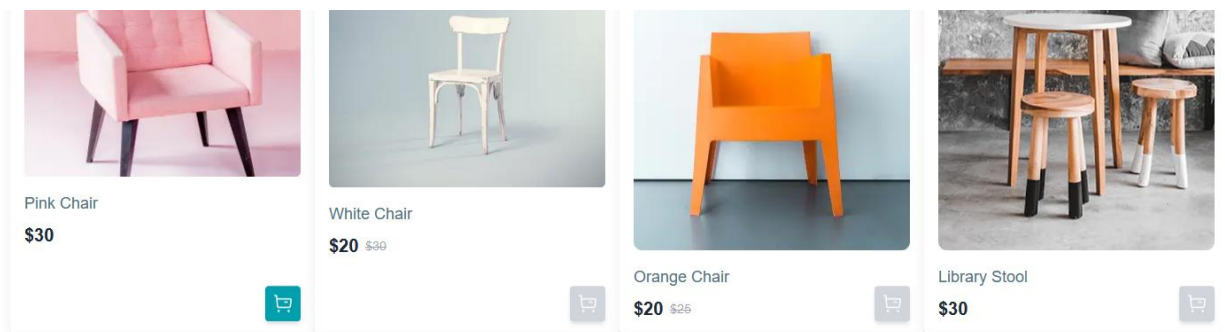 Pink Chair
$30
White Chair
$20 $30
Orange Chair
$20 $25
Library Stool
$30